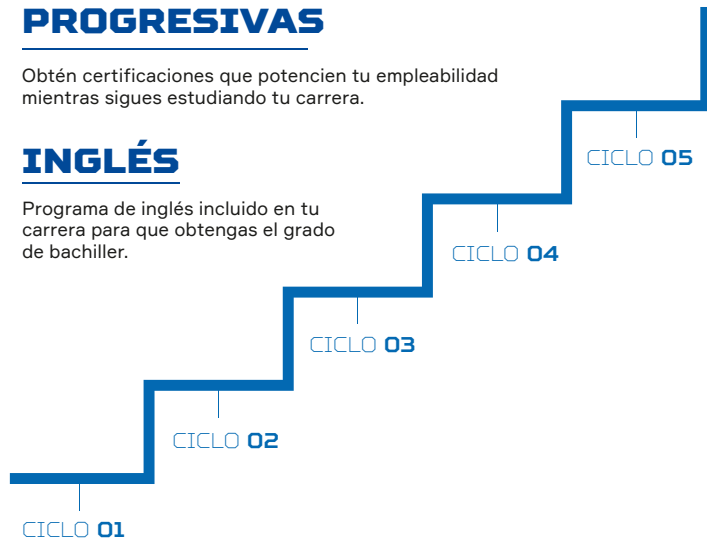 PROGRESIVAS
Obtén certificaciones que potencien tu empleabilidad
mientras sigues estudiando tu carrera.
INGLÉS
Programa de inglés incluido en tu
carrera para que obtengas el grado
de bachiller.
CICLO 05
CICLO 04
CICLO 03
CICLO 02
CICLO 01